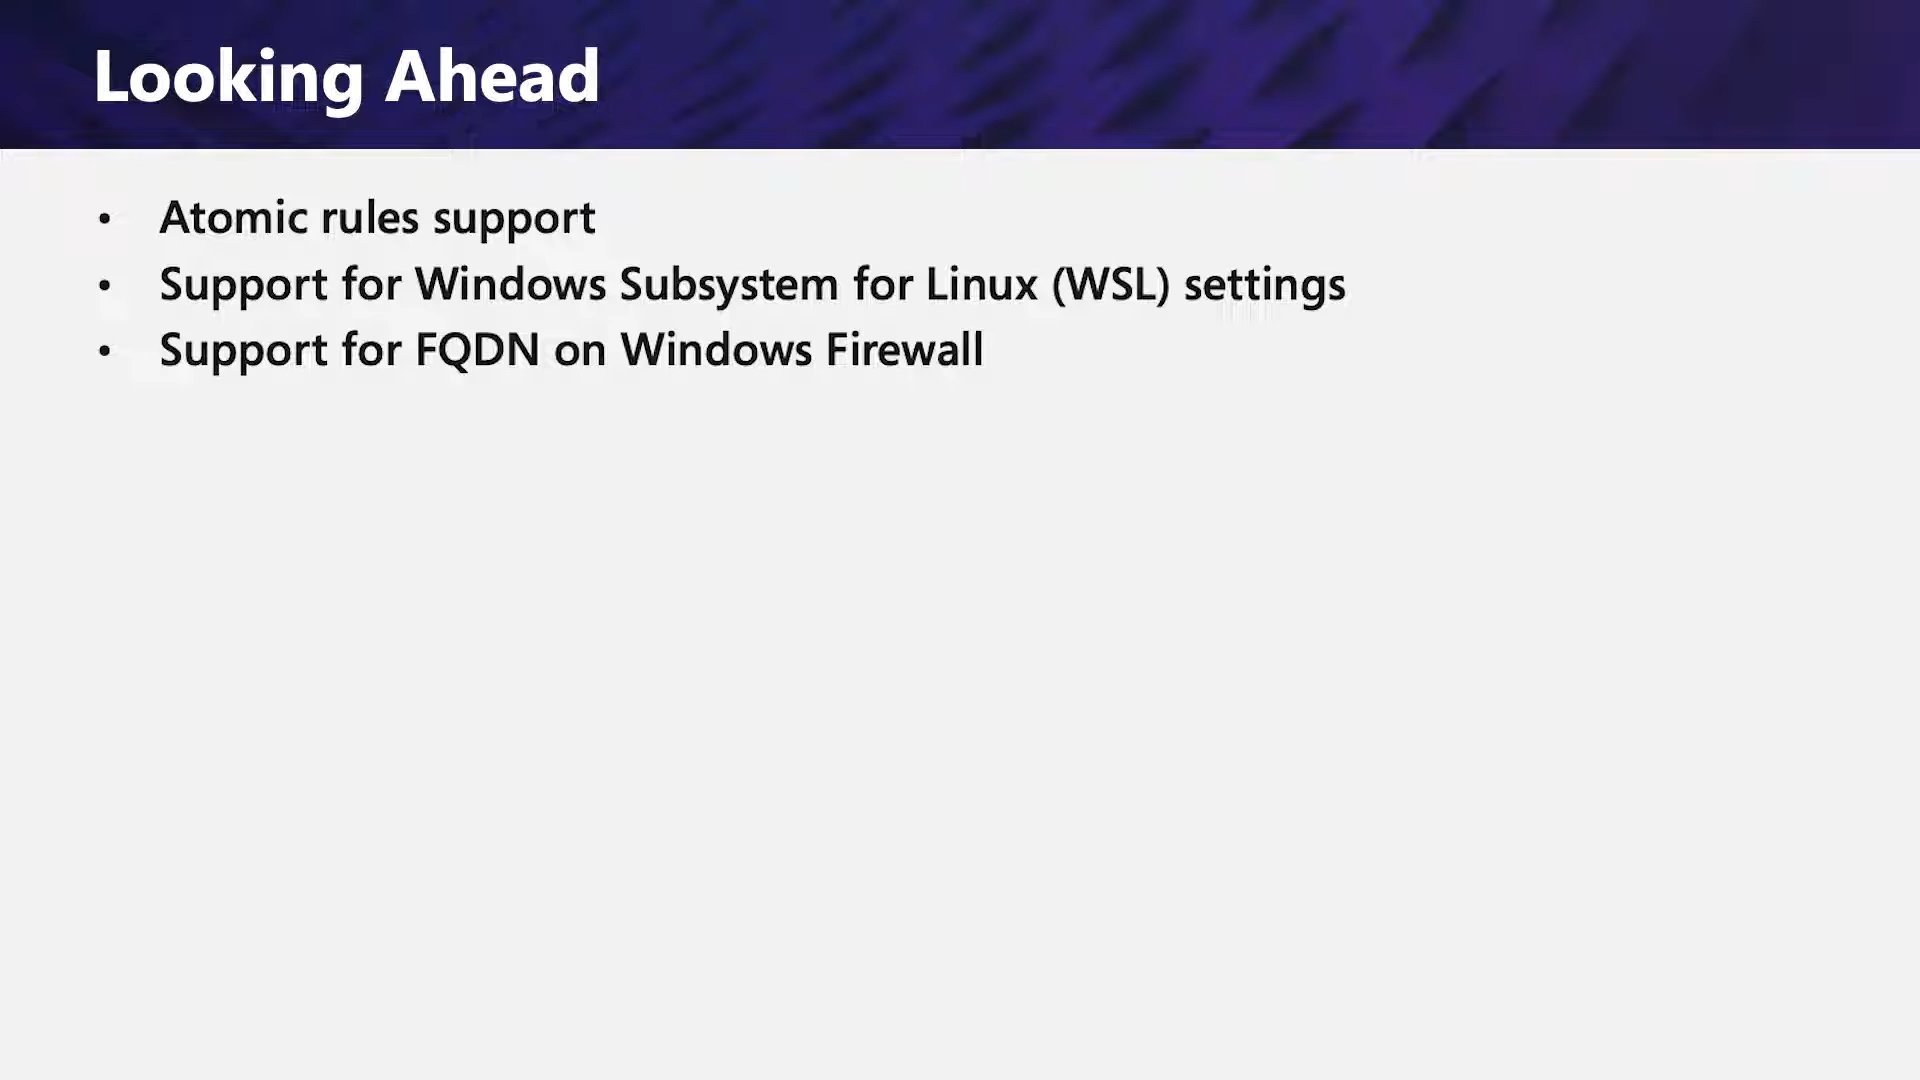 Looking Ahead
• Atomic rules support
• Support for Windows Subsystem for Linux (WSL) settings
• Support for FQDN on Windows Firewall